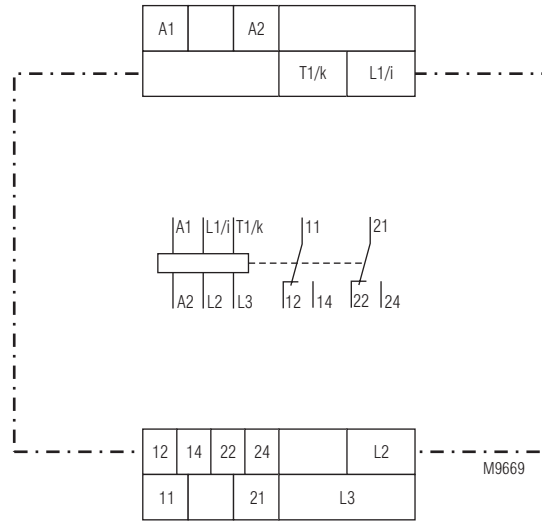 A1 A2
T1/k L1/i
A1 L1/i T1/k 11 21
A2 L2 L3 12 14 22 24
12 14 22 24 L2
M9669
11 21 L3